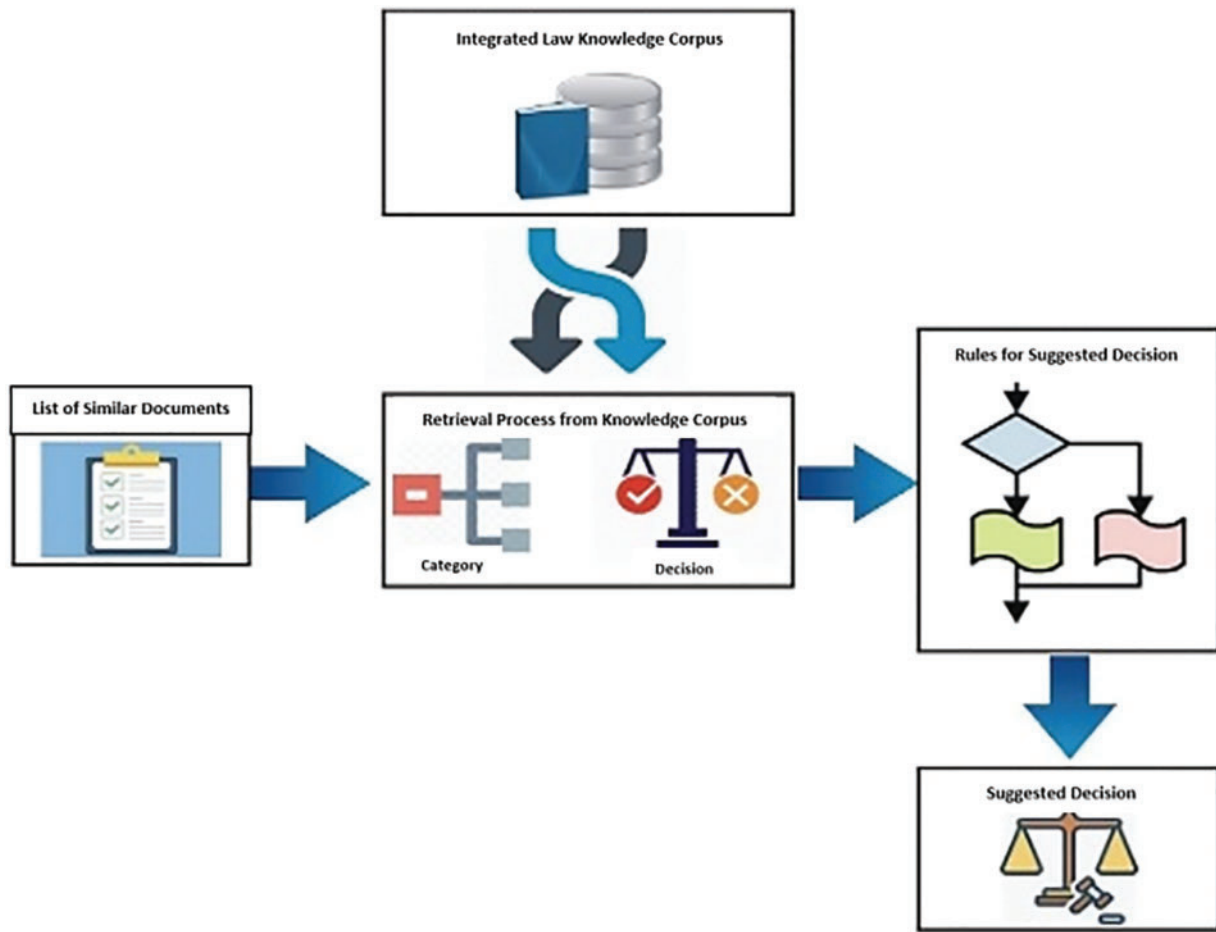 Integrated Law Knowledge Corpus
List of Similar Documents
Retrieval Process from Knowledge Corpus
Category
Decision
Rules for Suggested Decision
Suggested Decision